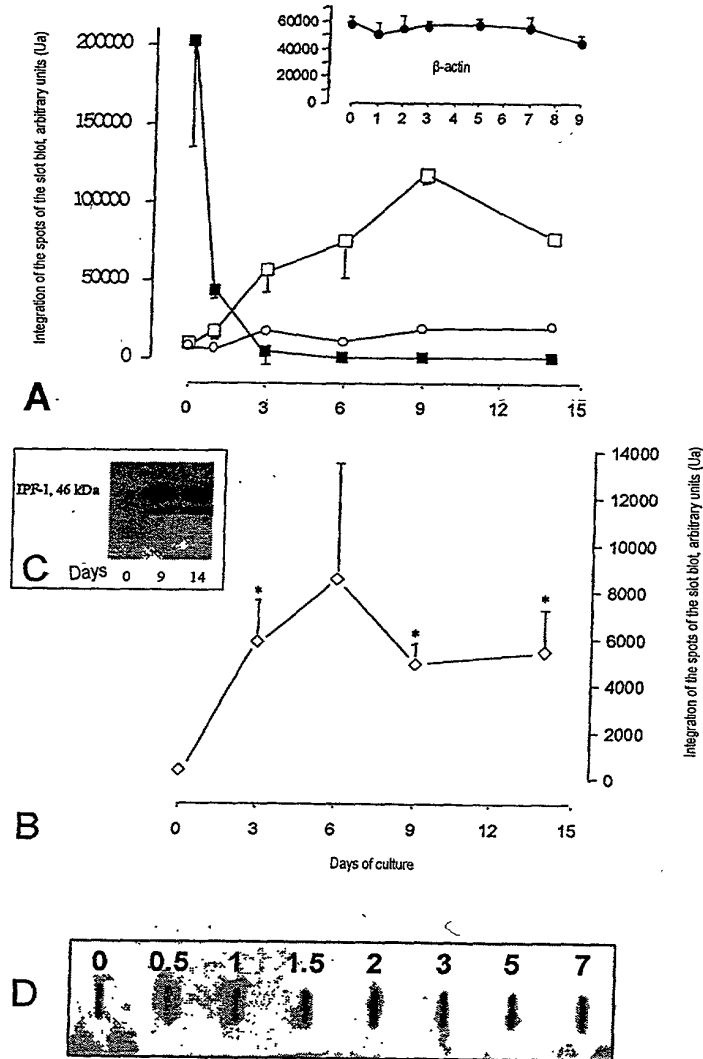 Integration of the spots of the slot blot, arbitrary units (Ua)
200000
150000
100000
50000
0
60000
40000
20000
0
β-actin
0 1 2 3 4 5 6 7 8 9
A
0 3 6 9 12 15
IPF-1, 46 kDa
C Days 0 9 14
14000
12000
10000
8000
6000
4000
2000
0
Integration of the spots of the slot blot, arbitrary units (Ua)
* * *
B
0 3 6 9 12 15
Days of culture
D
0 0.5 1 1.5 2 3 5 7